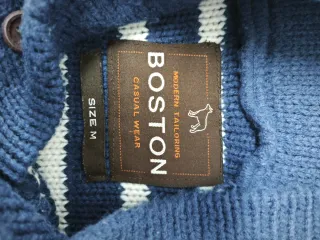 MODERN TAILORING
BOSTON
CASUAL WEAR
SIZE M